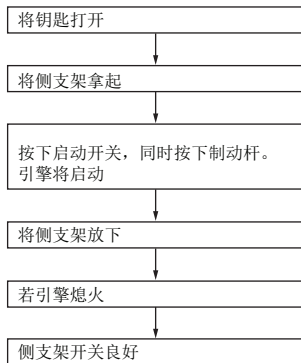 将钥匙打开
将侧支架拿起
按下启动开关，同时按下制动杆。
引擎将启动
将侧支架放下
若引擎熄火
侧支架开关良好